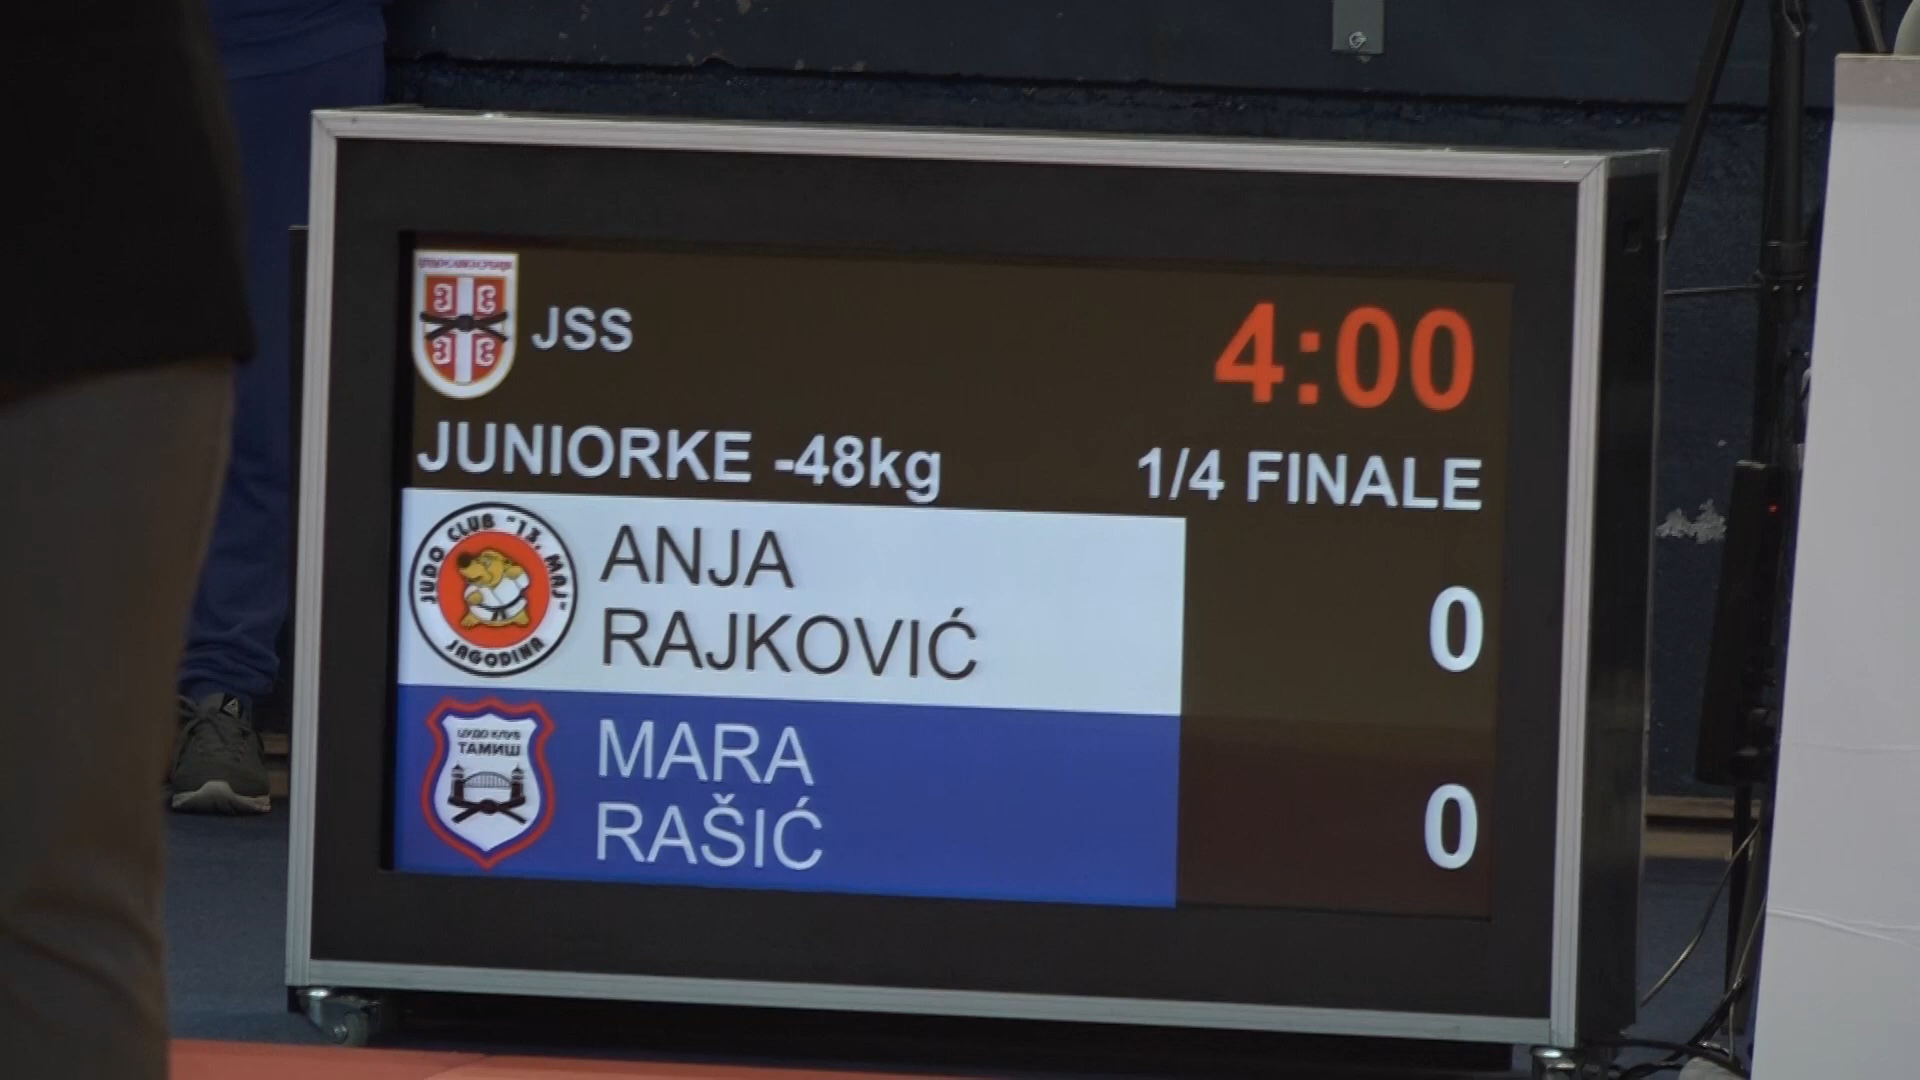 JSS
4:00
JUNIORKE -48kg
1/4 FINALE
JUDO CLUB "13. MAJ"
JAGODINA
ANJA
RAJKOVIĆ
0
ЏУДО КЛУБ
ТАМИШ
MARA
RAŠIĆ
0